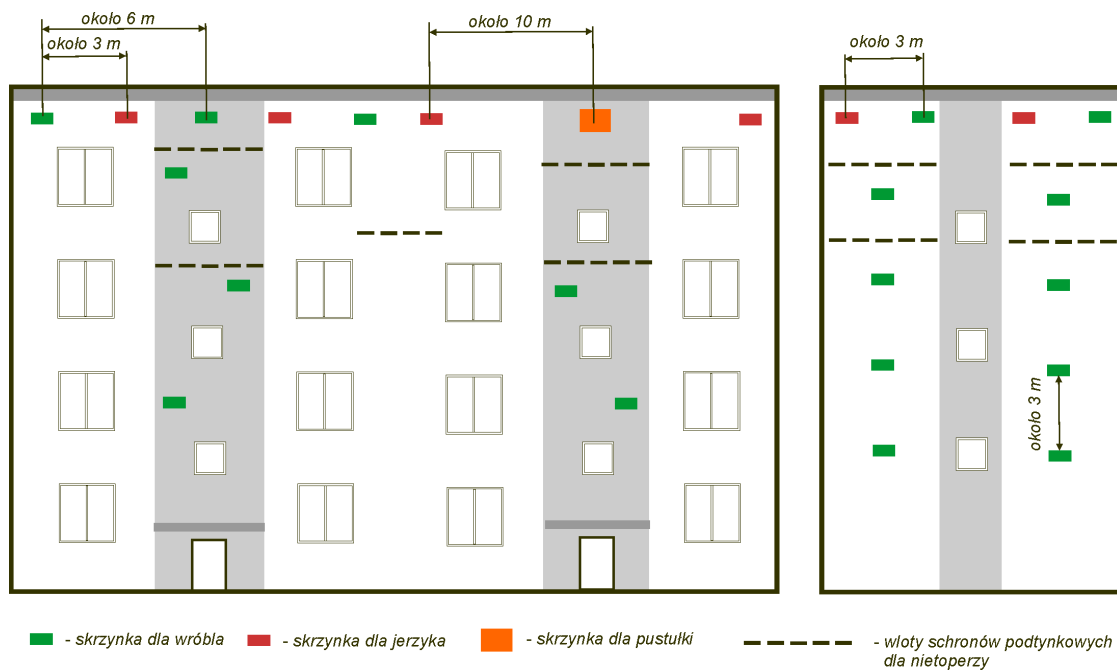 około 6 m
około 3 m
około 10 m
około 3 m
około 3 m
- skrzynka dla wróbla
- skrzynka dla jerzyka
- skrzynka dla pustułki
- wloty schronów podtynkowych
dla nietoperzy